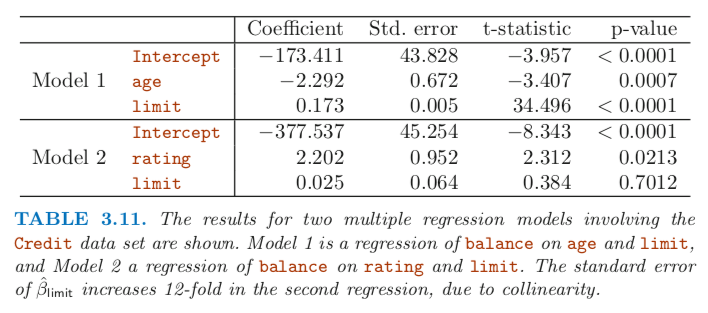 Coefficient Std. error t-statistic p-value
Intercept −173.411 43.828 −3.957 < 0.0001
Model 1 age −2.292 0.672 −3.407 0.0007
limit 0.173 0.005 34.496 < 0.0001
Intercept −377.537 45.254 −8.343 < 0.0001
Model 2 rating 2.202 0.952 2.312 0.0213
limit 0.025 0.064 0.384 0.7012
TABLE 3.11. The results for two multiple regression models involving the
Credit data set are shown. Model 1 is a regression of balance on age and limit,
and Model 2 a regression of balance on rating and limit. The standard error
of β̂limit increases 12-fold in the second regression, due to collinearity.